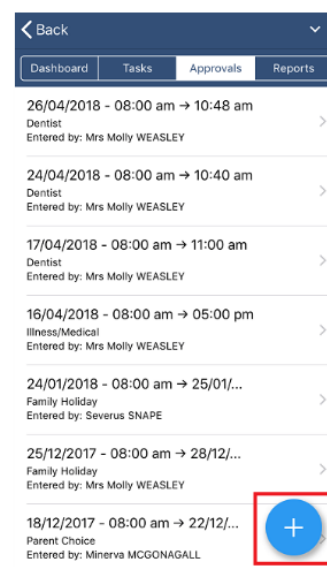 Back
Dashboard Tasks Approvals Reports
26/04/2018 - 08:00 am → 10:48 am
Dentist
Entered by: Mrs Molly WEASLEY
24/04/2018 - 08:00 am → 10:40 am
Dentist
Entered by: Mrs Molly WEASLEY
17/04/2018 - 08:00 am → 11:00 am
Dentist
Entered by: Mrs Molly WEASLEY
16/04/2018 - 08:00 am → 05:00 pm
Illness/Medical
Entered by: Mrs Molly WEASLEY
24/01/2018 - 08:00 am → 25/01/...
Family Holiday
Entered by: Severus SNAPE
25/12/2017 - 08:00 am → 28/12/...
Family Holiday
Entered by: Mrs Molly WEASLEY
18/12/2017 - 08:00 am → 22/12/...
Parent Choice
Entered by: Minerva MCGONAGALL